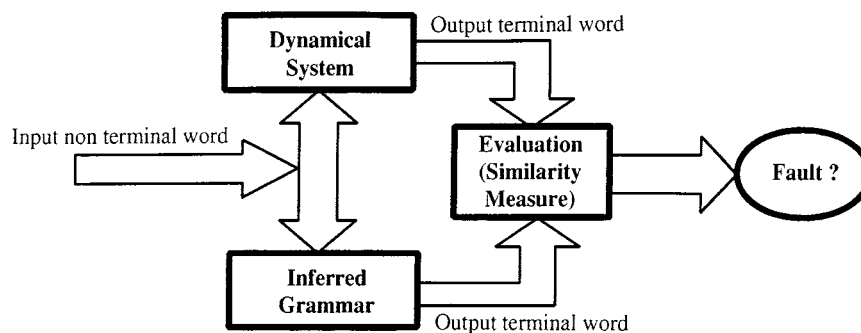 Output terminal word
Dynamical
System
Input non terminal word
Evaluation
(Similarity
Measure)
Fault ?
Inferred
Grammar
Output terminal word